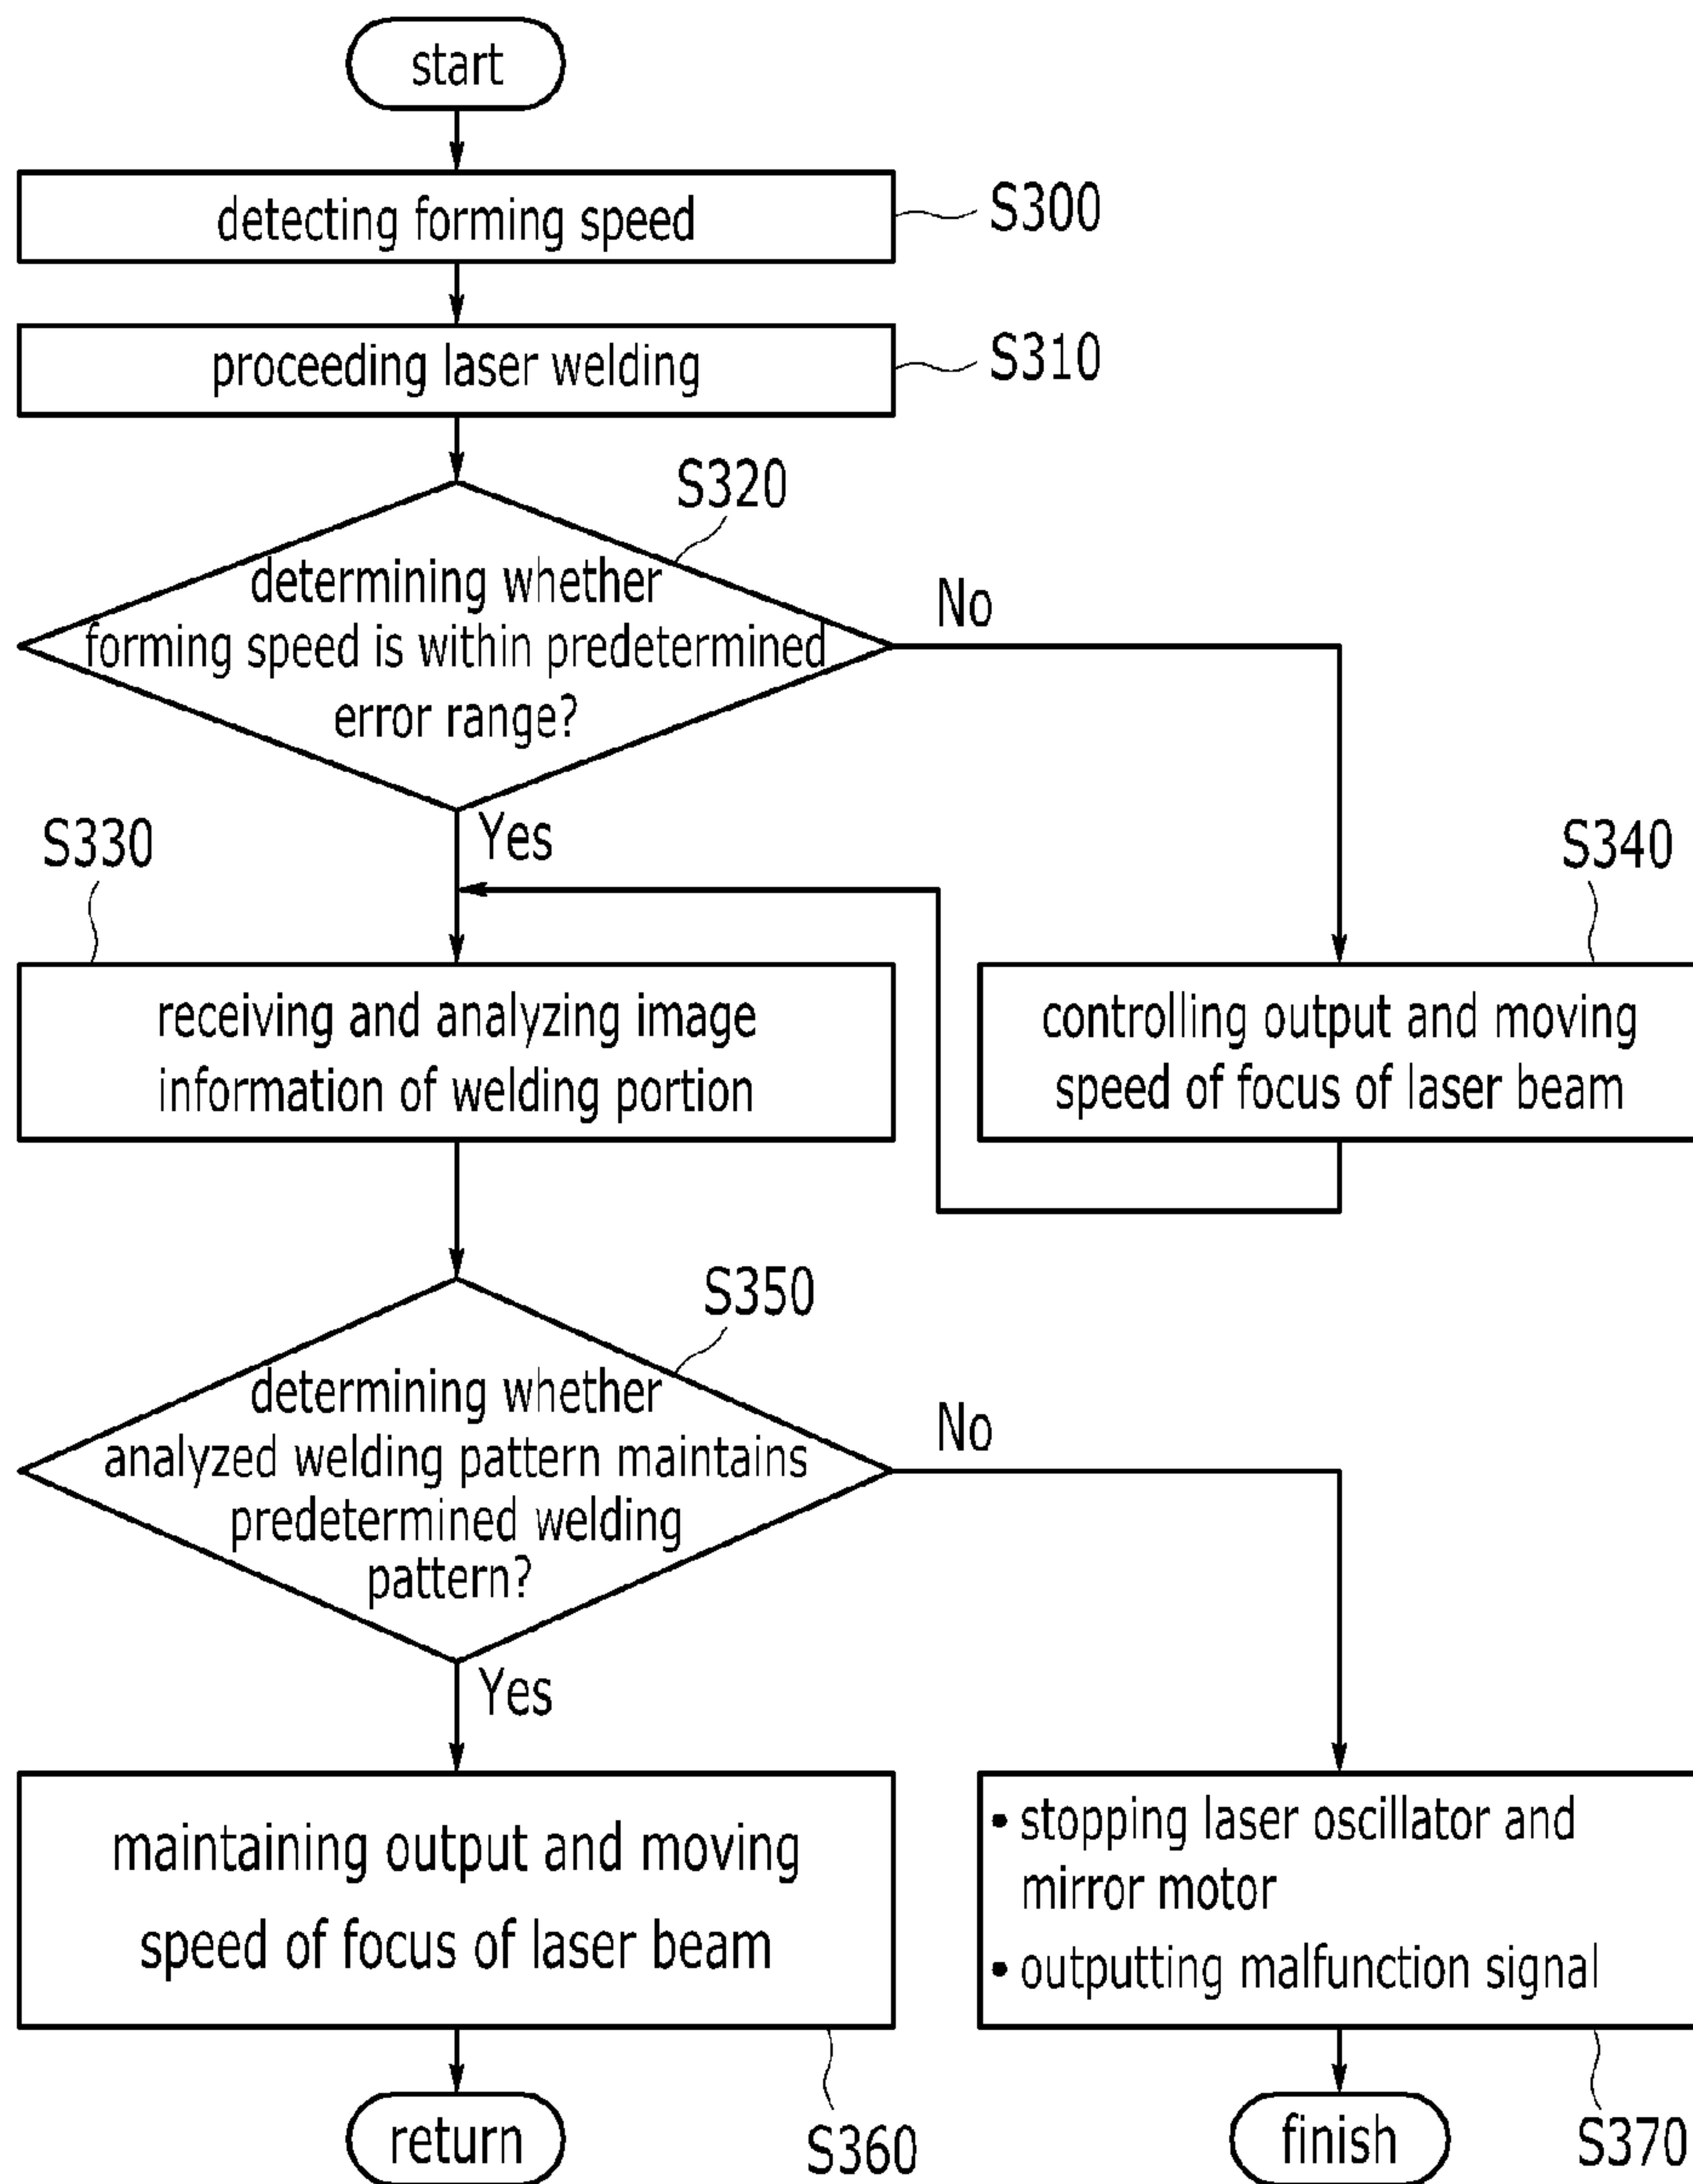 start
detecting forming speed
S300
proceeding laser welding
S310
S320
determining whether
forming speed is within predetermined
error range?
No
Yes
S330
S340
receiving and analyzing image
information of welding portion
controlling output and moving
speed of focus of laser beam
S350
determining whether
analyzed welding pattern maintains
predetermined welding
pattern?
No
Yes
maintaining output and moving
speed of focus of laser beam
• stopping laser oscillator and
mirror motor
• outputting malfunction signal
return
S360
finish
S370